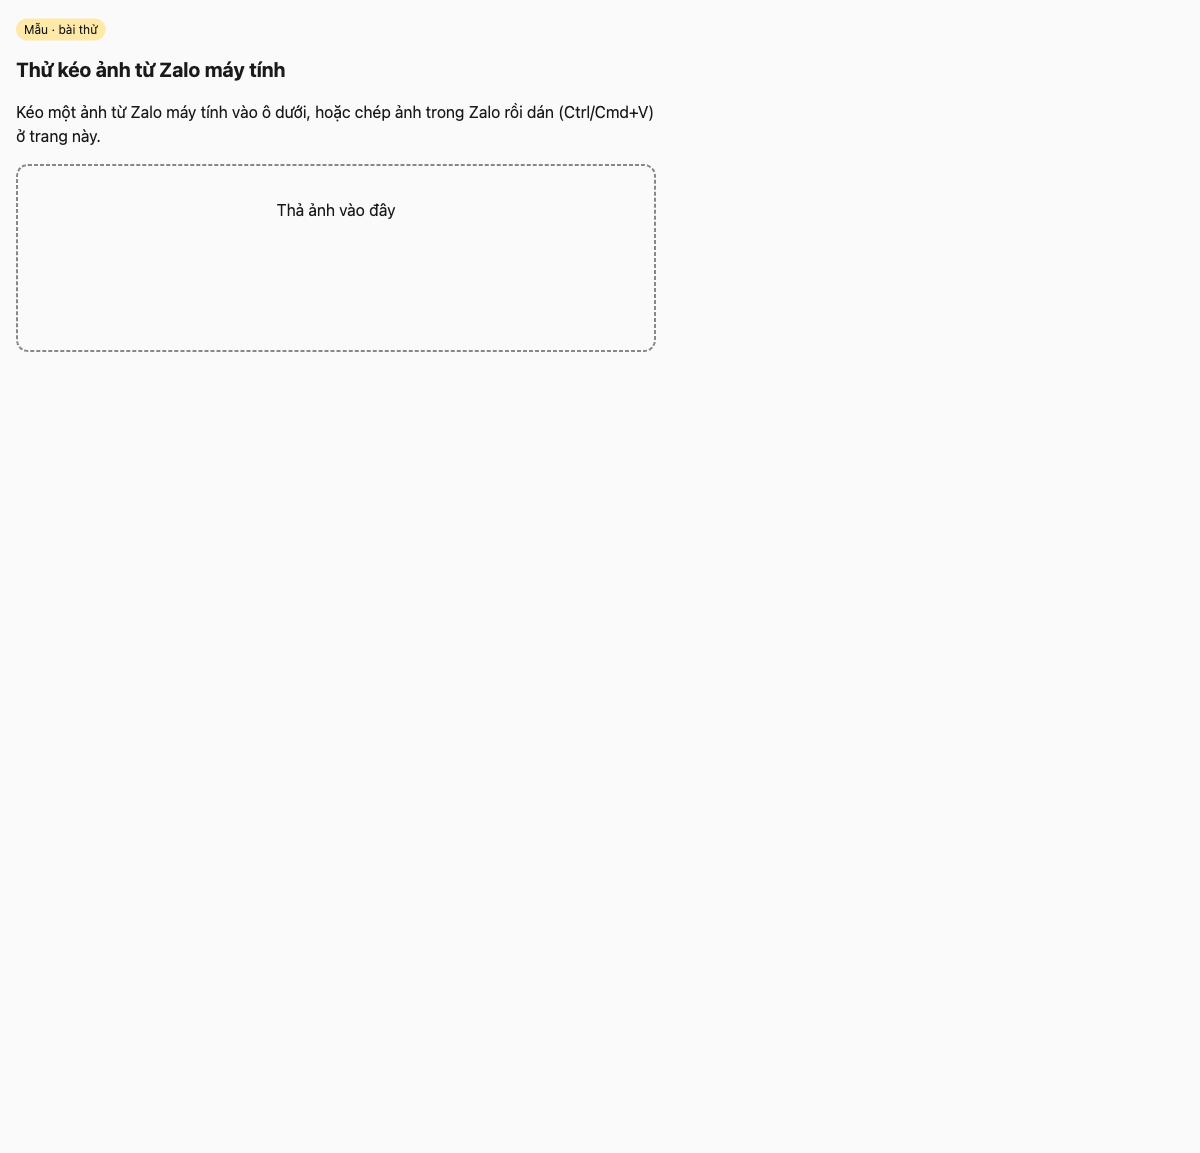 Mẫu · bài thử
Thử kéo ảnh từ Zalo máy tính
Kéo một ảnh từ Zalo máy tính vào ô dưới, hoặc chép ảnh trong Zalo rồi dán (Ctrl/Cmd+V)
ở trang này.
Thả ảnh vào đây